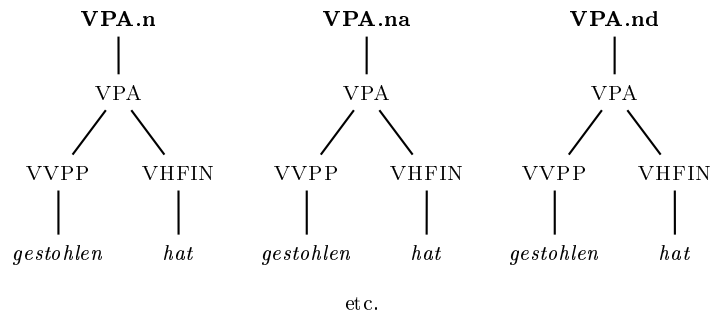 VPA.n VPA.na VPA.nd
VPA VPA VPA
VVPP VHFIN VVPP VHFIN VVPP VHFIN
gestohlen hat gestohlen hat gestohlen hat
etc.